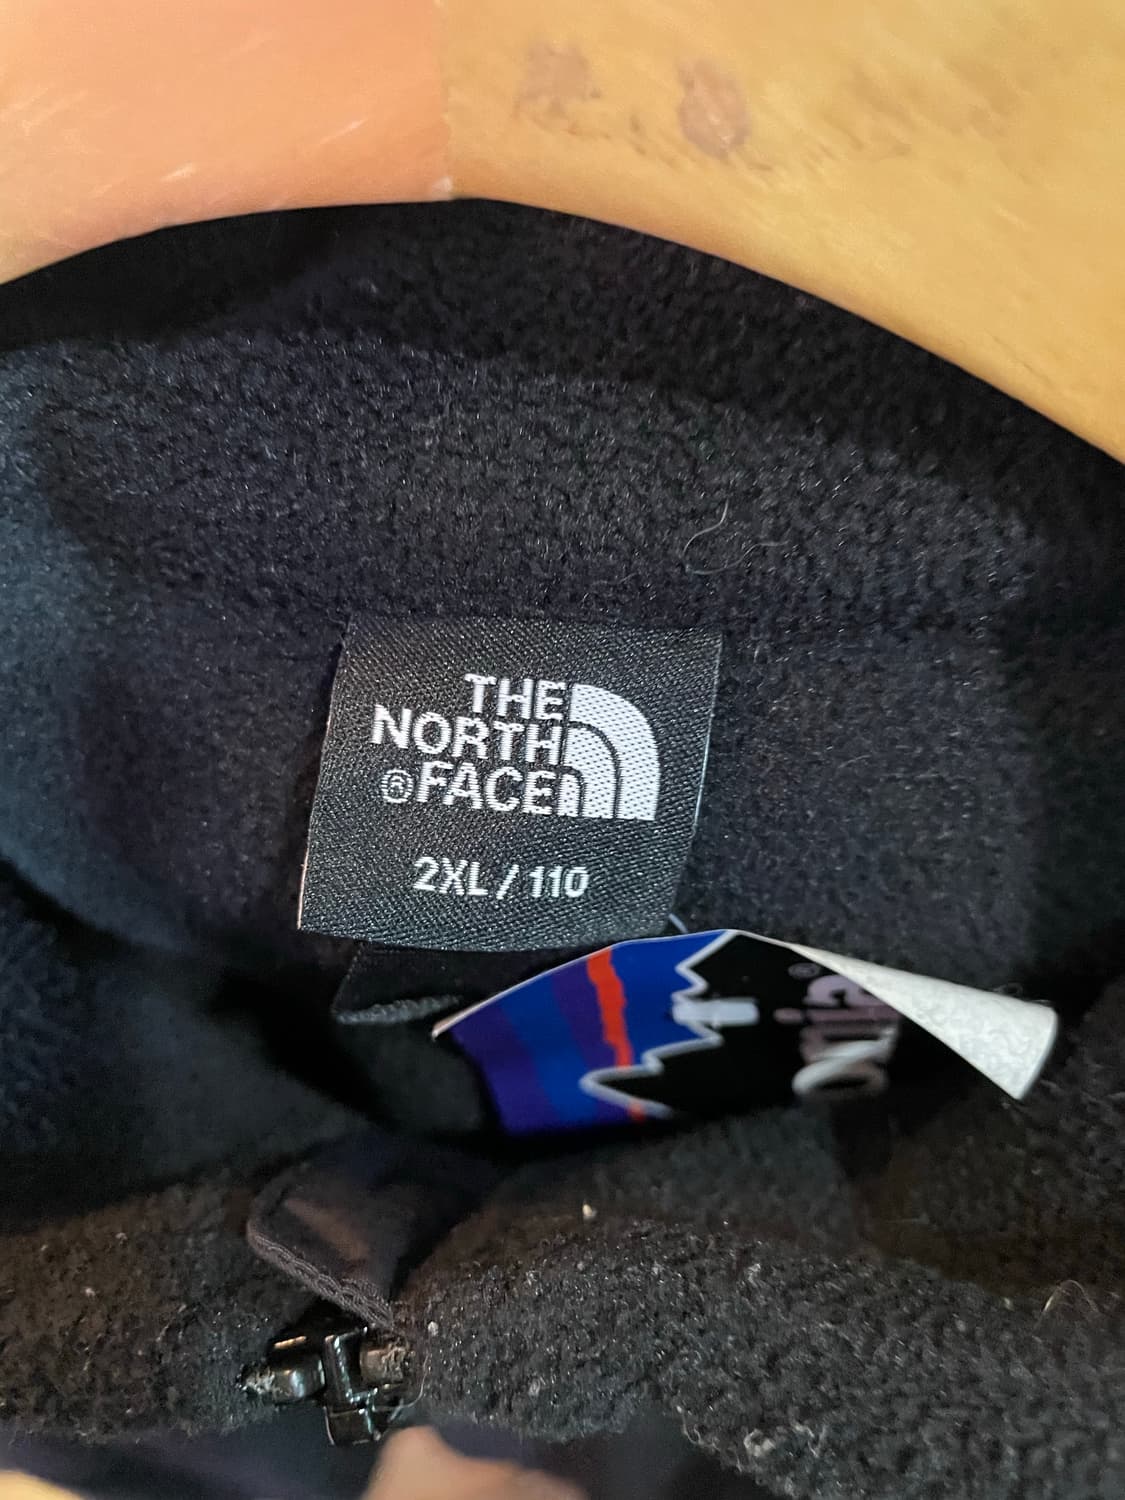 THE
NORTH
® FACE
2XL / 110